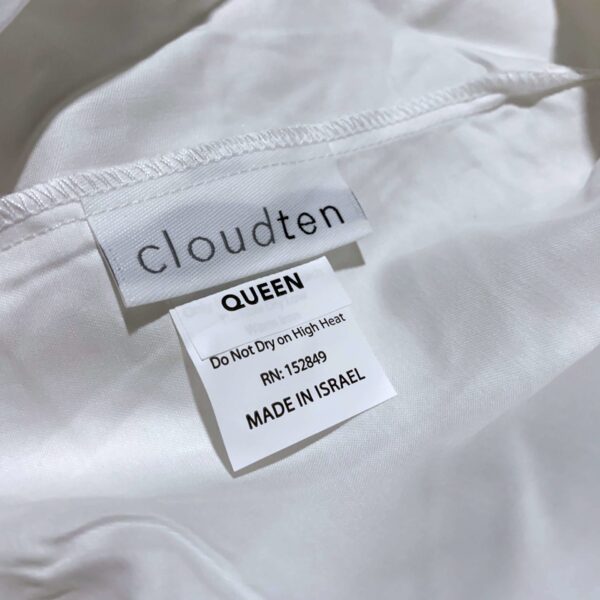 cloudten
QUEEN
Do Not Dry on High Heat
RN: 152849
MADE IN ISRAEL